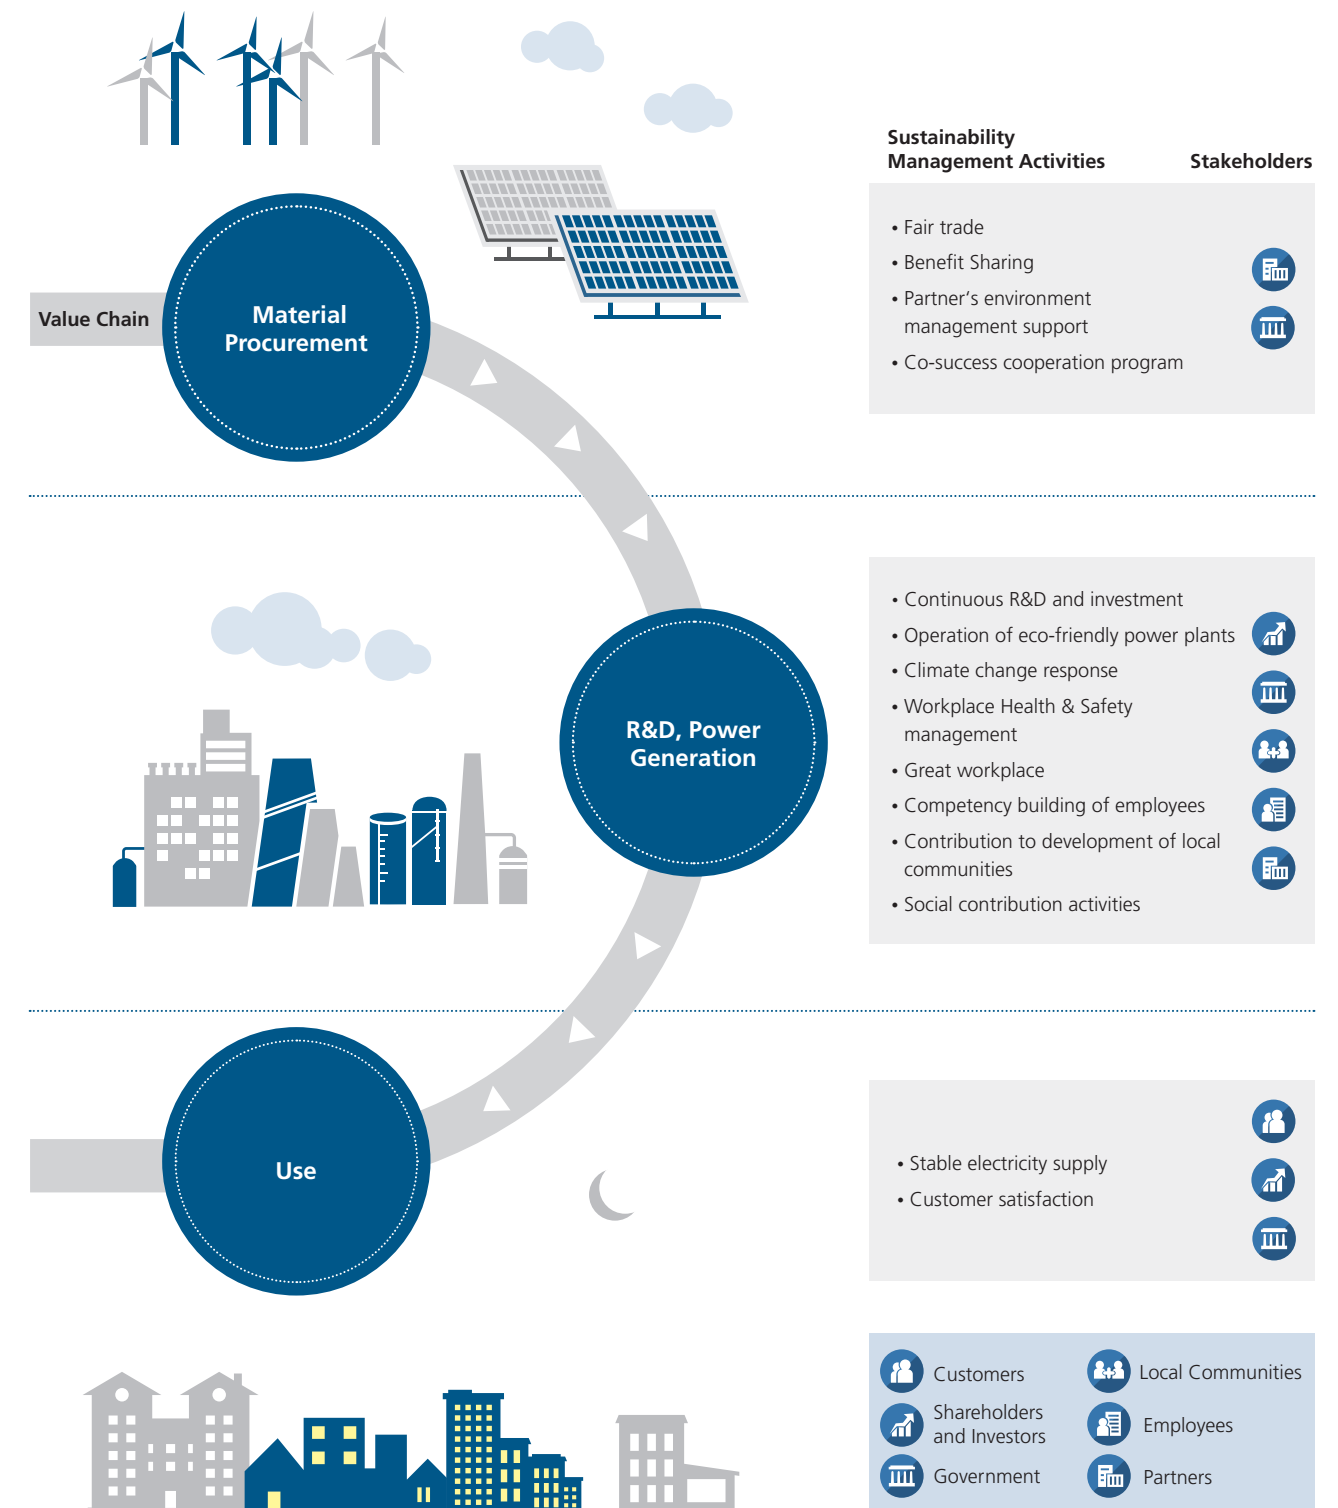 Sustainability
Management Activities
Stakeholders
Value Chain
Material
Procurement
• Fair trade
• Benefit Sharing
• Partner‘s environment
management support
• Co-success cooperation program
R&D, Power
Generation
• Continuous R&D and investment
• Operation of eco-friendly power plants
• Climate change response
• Workplace Health & Safety
management
• Great workplace
• Competency building of employees
• Contribution to development of local
communities
• Social contribution activities
Use
• Stable electricity supply
• Customer satisfaction
Customers
Local Communities
Shareholders
and Investors
Employees
Government
Partners